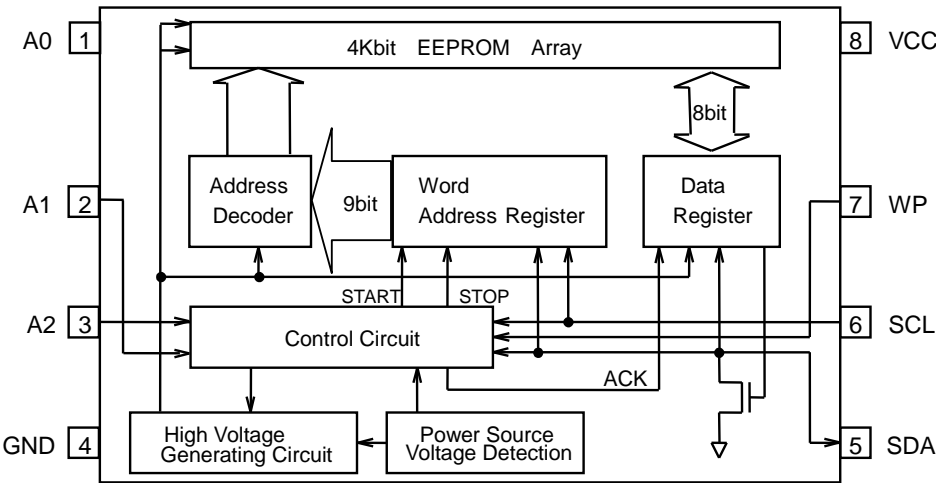 A0 1
4Kbit EEPROM Array
8 VCC
8bit
A1 2
Address
Decoder
9bit
Word
Address Register
Data
Register
7 WP
START
STOP
A2 3
Control Circuit
6 SCL
ACK
GND 4
High Voltage
Generating Circuit
Power Source
Voltage Detection
5 SDA